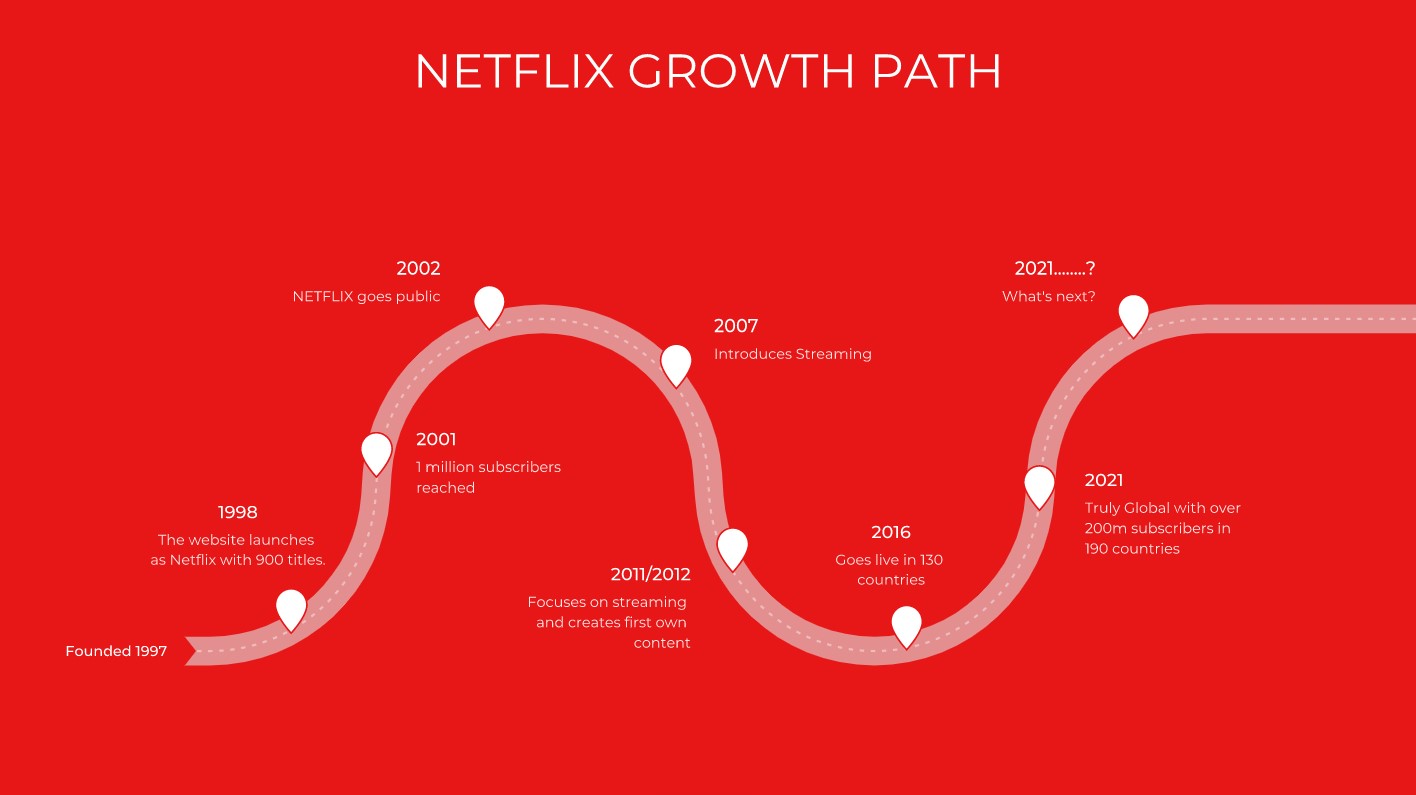 NETFLIX GROWTH PATH
Founded 1997
1998
The website launches
as Netflix with 900 titles.
2001
1 million subscribers
reached
2002
NETFLIX goes public
2007
Introduces Streaming
2011/2012
Focuses on streaming
and creates first own
content
2016
Goes live in 130
countries
2021
Truly Global with over
200m subscribers in
190 countries
2021........?
What's next?